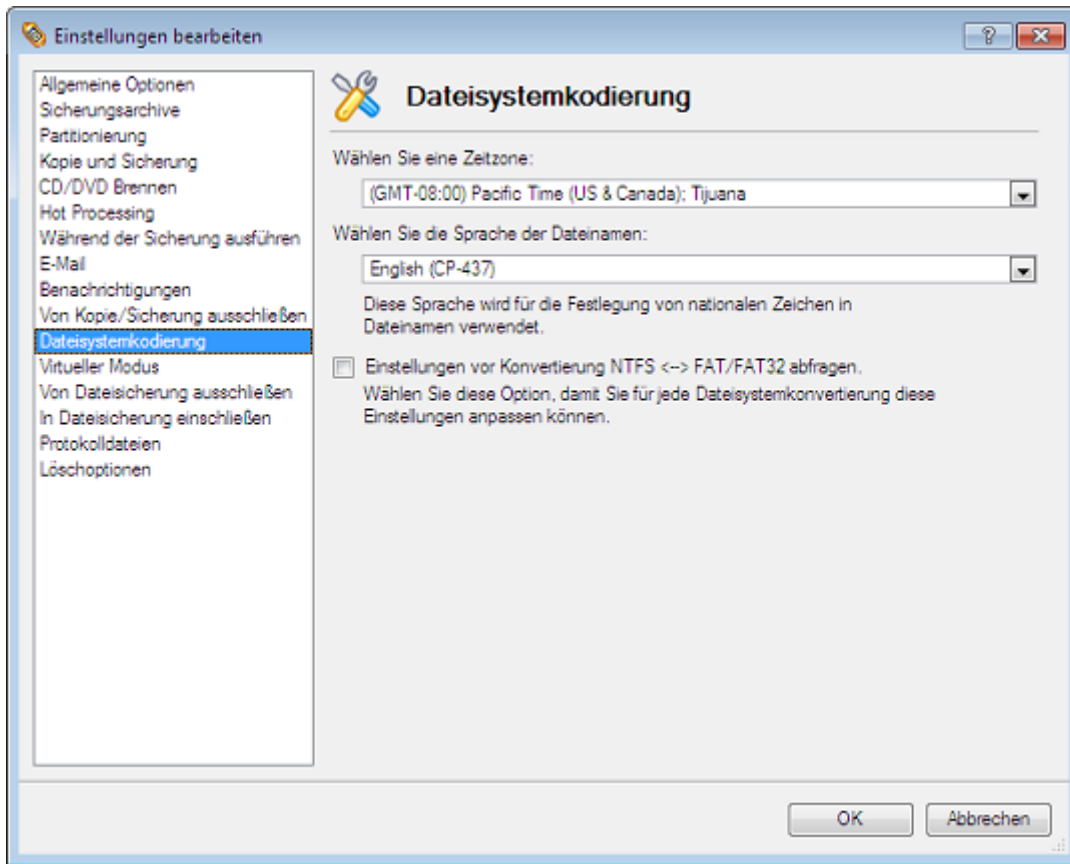 Einstellungen bearbeiten
Allgemeine Optionen
Sicherungsarchive
Partitionierung
Kopie und Sicherung
CD/DVD Brennen
Hot Processing
Während der Sicherung ausführen
E-Mail
Benachrichtigungen
Von Kopie/Sicherung ausschließen
Dateisystemkodierung
Virtueller Modus
Von Dateisicherung ausschließen
In Dateisicherung einschließen
Protokolldateien
Löschoptionen
Dateisystemkodierung
Wählen Sie eine Zeitzone:
(GMT-08:00) Pacific Time (US & Canada); Tijuana
Wählen Sie die Sprache der Dateinamen:
English (CP-437)
Diese Sprache wird für die Festlegung von nationalen Zeichen in
Dateinamen verwendet.
Einstellungen vor Konvertierung NTFS <--> FAT/FAT32 abfragen.
Wählen Sie diese Option, damit Sie für jede Dateisystemkonvertierung diese
Einstellungen anpassen können.
OK
Abbrechen